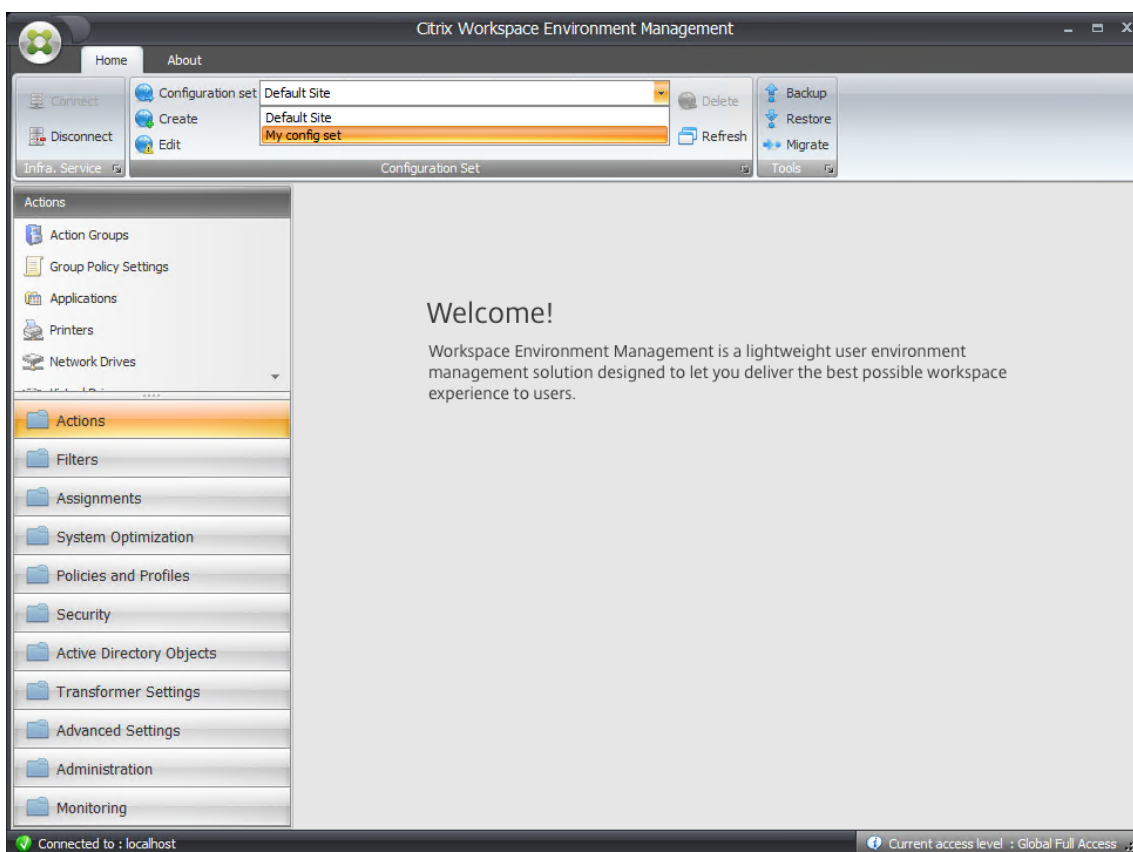 Citrix Workspace Environment Management
Home
About
Connect
Disconnect
Infra. Service
Configuration set
Default Site
Create
Default Site
Edit
My config set
Delete
Refresh
Configuration Set
Backup
Restore
Migrate
Tools
Actions
Action Groups
Group Policy Settings
Applications
Printers
Network Drives
Actions
Filters
Assignments
System Optimization
Policies and Profiles
Security
Active Directory Objects
Transformer Settings
Advanced Settings
Administration
Monitoring
Welcome!
Workspace Environment Management is a lightweight user environment
management solution designed to let you deliver the best possible workspace
experience to users.
Connected to : localhost
Current access level : Global Full Access